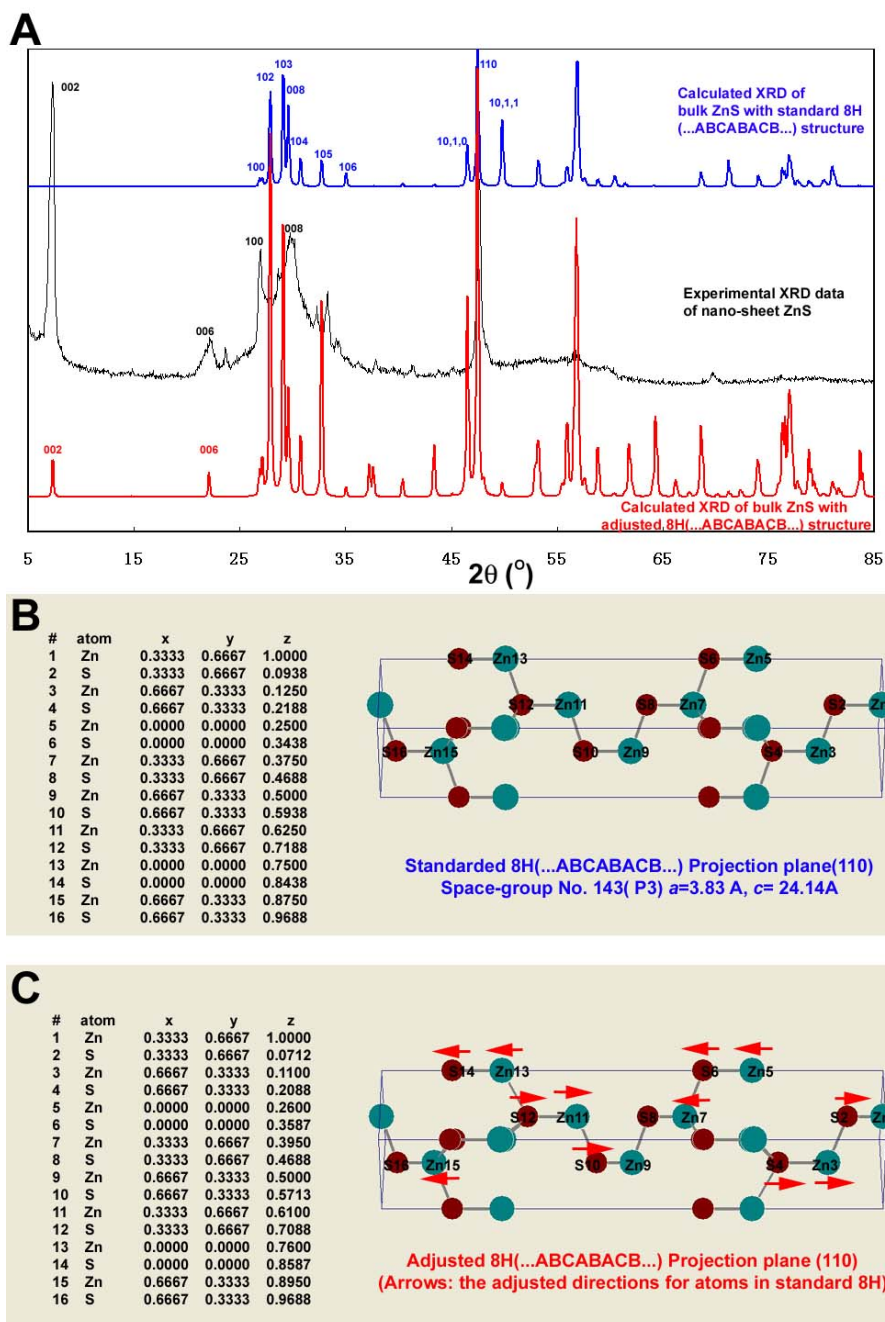 A
002
103
102
008
104
100
105
106
110
10,1,0
10,1,1
Calculated XRD of
bulk ZnS with standard 8H
(...ABCABACB...) structure
100
008
006
Experimental XRD data
of nano-sheet ZnS
002
006
Calculated XRD of bulk ZnS with
adjusted,8H(...ABCABACB...) structure
5 15 25 35 45 55 65 75 85
2θ (°)
B
# atom x y z
1 Zn 0.3333 0.6667 1.0000
2 S 0.3333 0.6667 0.0938
3 Zn 0.6667 0.3333 0.1250
4 S 0.6667 0.3333 0.2188
5 Zn 0.0000 0.0000 0.2500
6 S 0.0000 0.0000 0.3438
7 Zn 0.3333 0.6667 0.3750
8 S 0.3333 0.6667 0.4688
9 Zn 0.6667 0.3333 0.5000
10 S 0.6667 0.3333 0.5938
11 Zn 0.3333 0.6667 0.6250
12 S 0.3333 0.6667 0.7188
13 Zn 0.0000 0.0000 0.7500
14 S 0.0000 0.0000 0.8438
15 Zn 0.6667 0.3333 0.8750
16 S 0.6667 0.3333 0.9688
S14 Zn13 S6 Zn5
S12 Zn11 S8 Zn7 S2 Zn
S16 Zn15 S10 Zn9 S4 Zn3
Standarded 8H(...ABCABACB...) Projection plane(110)
Space-group No. 143( P3) a=3.83 A, c= 24.14A
C
# atom x y z
1 Zn 0.3333 0.6667 1.0000
2 S 0.3333 0.6667 0.0712
3 Zn 0.6667 0.3333 0.1100
4 S 0.6667 0.3333 0.2088
5 Zn 0.0000 0.0000 0.2600
6 S 0.0000 0.0000 0.3587
7 Zn 0.3333 0.6667 0.3950
8 S 0.3333 0.6667 0.4688
9 Zn 0.6667 0.3333 0.5000
10 S 0.6667 0.3333 0.5713
11 Zn 0.3333 0.6667 0.6100
12 S 0.3333 0.6667 0.7088
13 Zn 0.0000 0.0000 0.7600
14 S 0.0000 0.0000 0.8587
15 Zn 0.6667 0.3333 0.8950
16 S 0.6667 0.3333 0.9688
S14 Zn13 S6 Zn5
S12 Zn11 S8 Zn7 S2 Zn
S16 Zn15 S10 Zn9 S4 Zn3
Adjusted 8H(...ABCABACB...) Projection plane (110)
(Arrows: the adjusted directions for atoms in standard 8H)